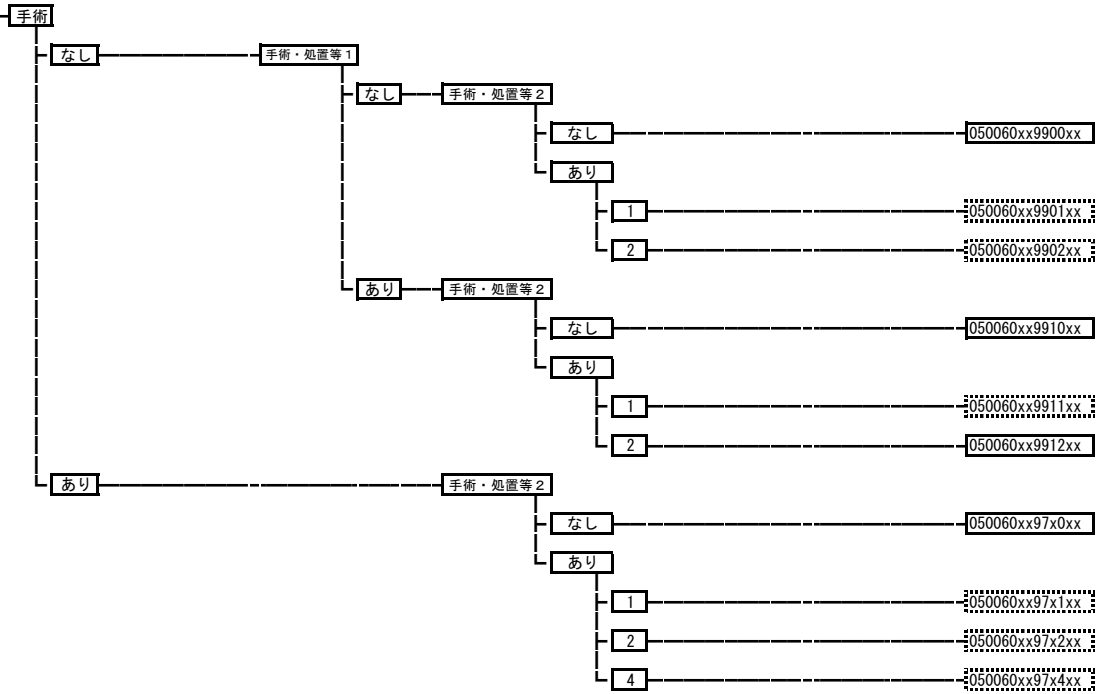 手術
なし 手術・処置等1
なし 手術・処置等2
なし 050060xx9900xx
あり
1 050060xx9901xx
2 050060xx9902xx
あり 手術・処置等2
なし 050060xx9910xx
あり
1 050060xx9911xx
2 050060xx9912xx
あり 手術・処置等2
なし 050060xx97x0xx
あり
1 050060xx97x1xx
2 050060xx97x2xx
4 050060xx97x4xx